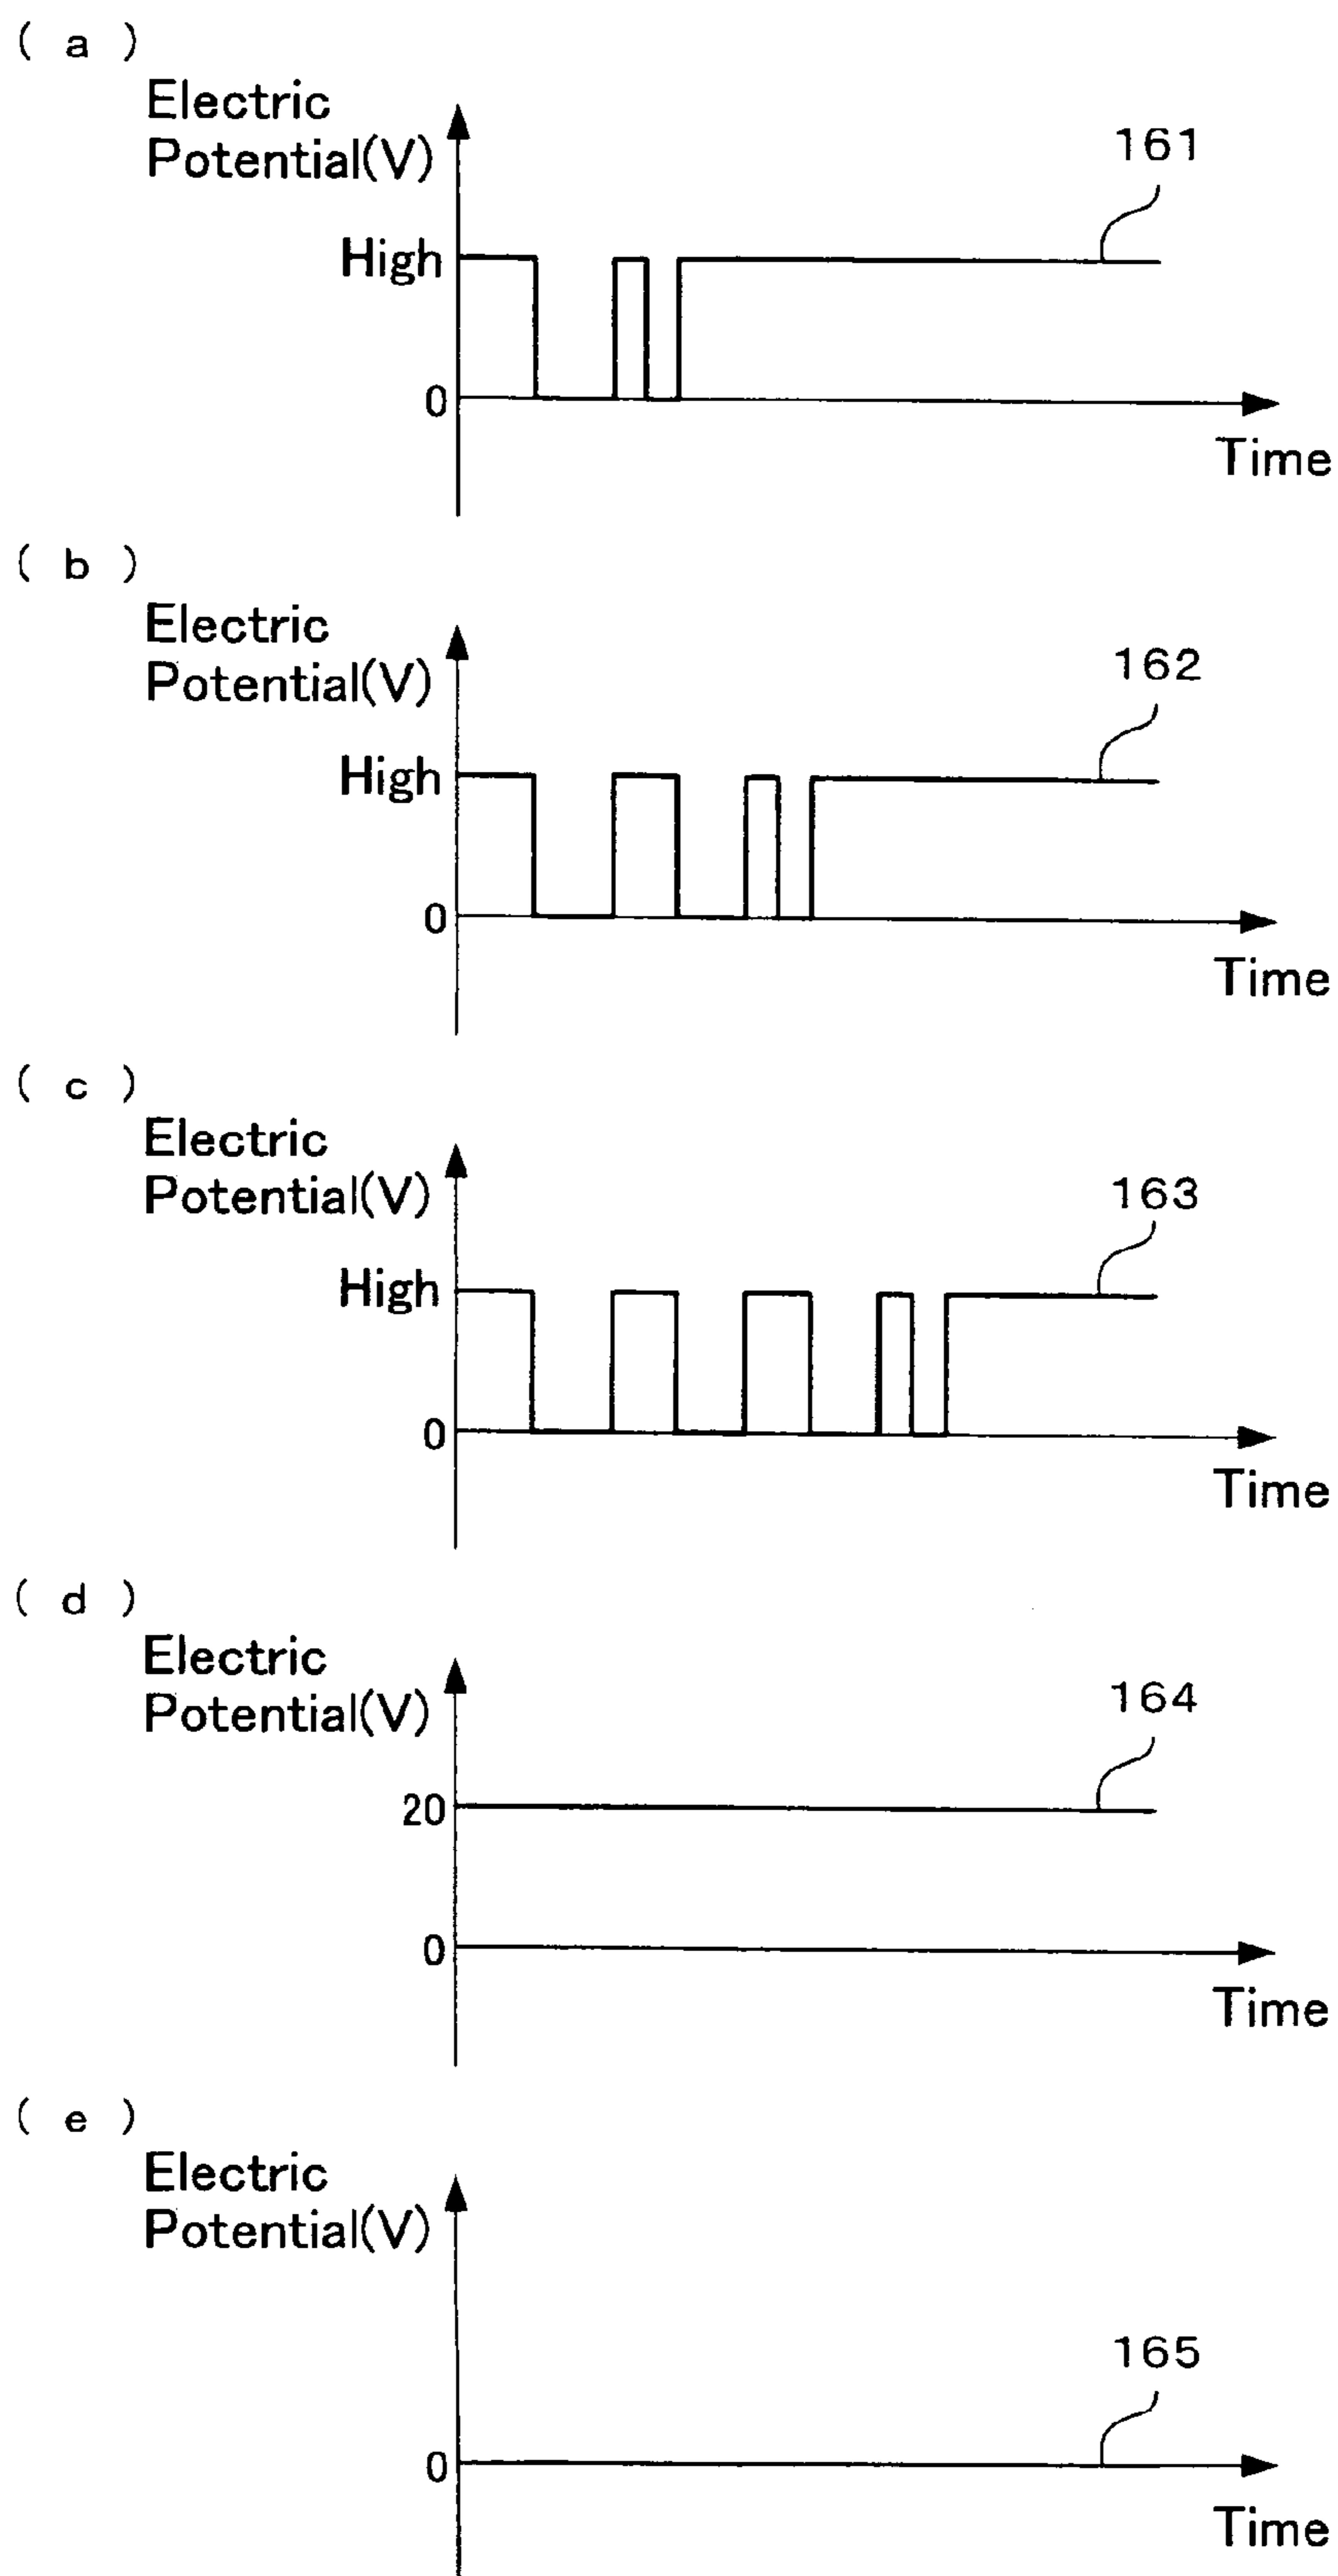 ( a )
Electric
Potential(V)
161
High
0
Time
( b )
Electric
Potential(V)
162
High
0
Time
( c )
Electric
Potential(V)
163
High
0
Time
( d )
Electric
Potential(V)
164
20
0
Time
( e )
Electric
Potential(V)
165
0
Time